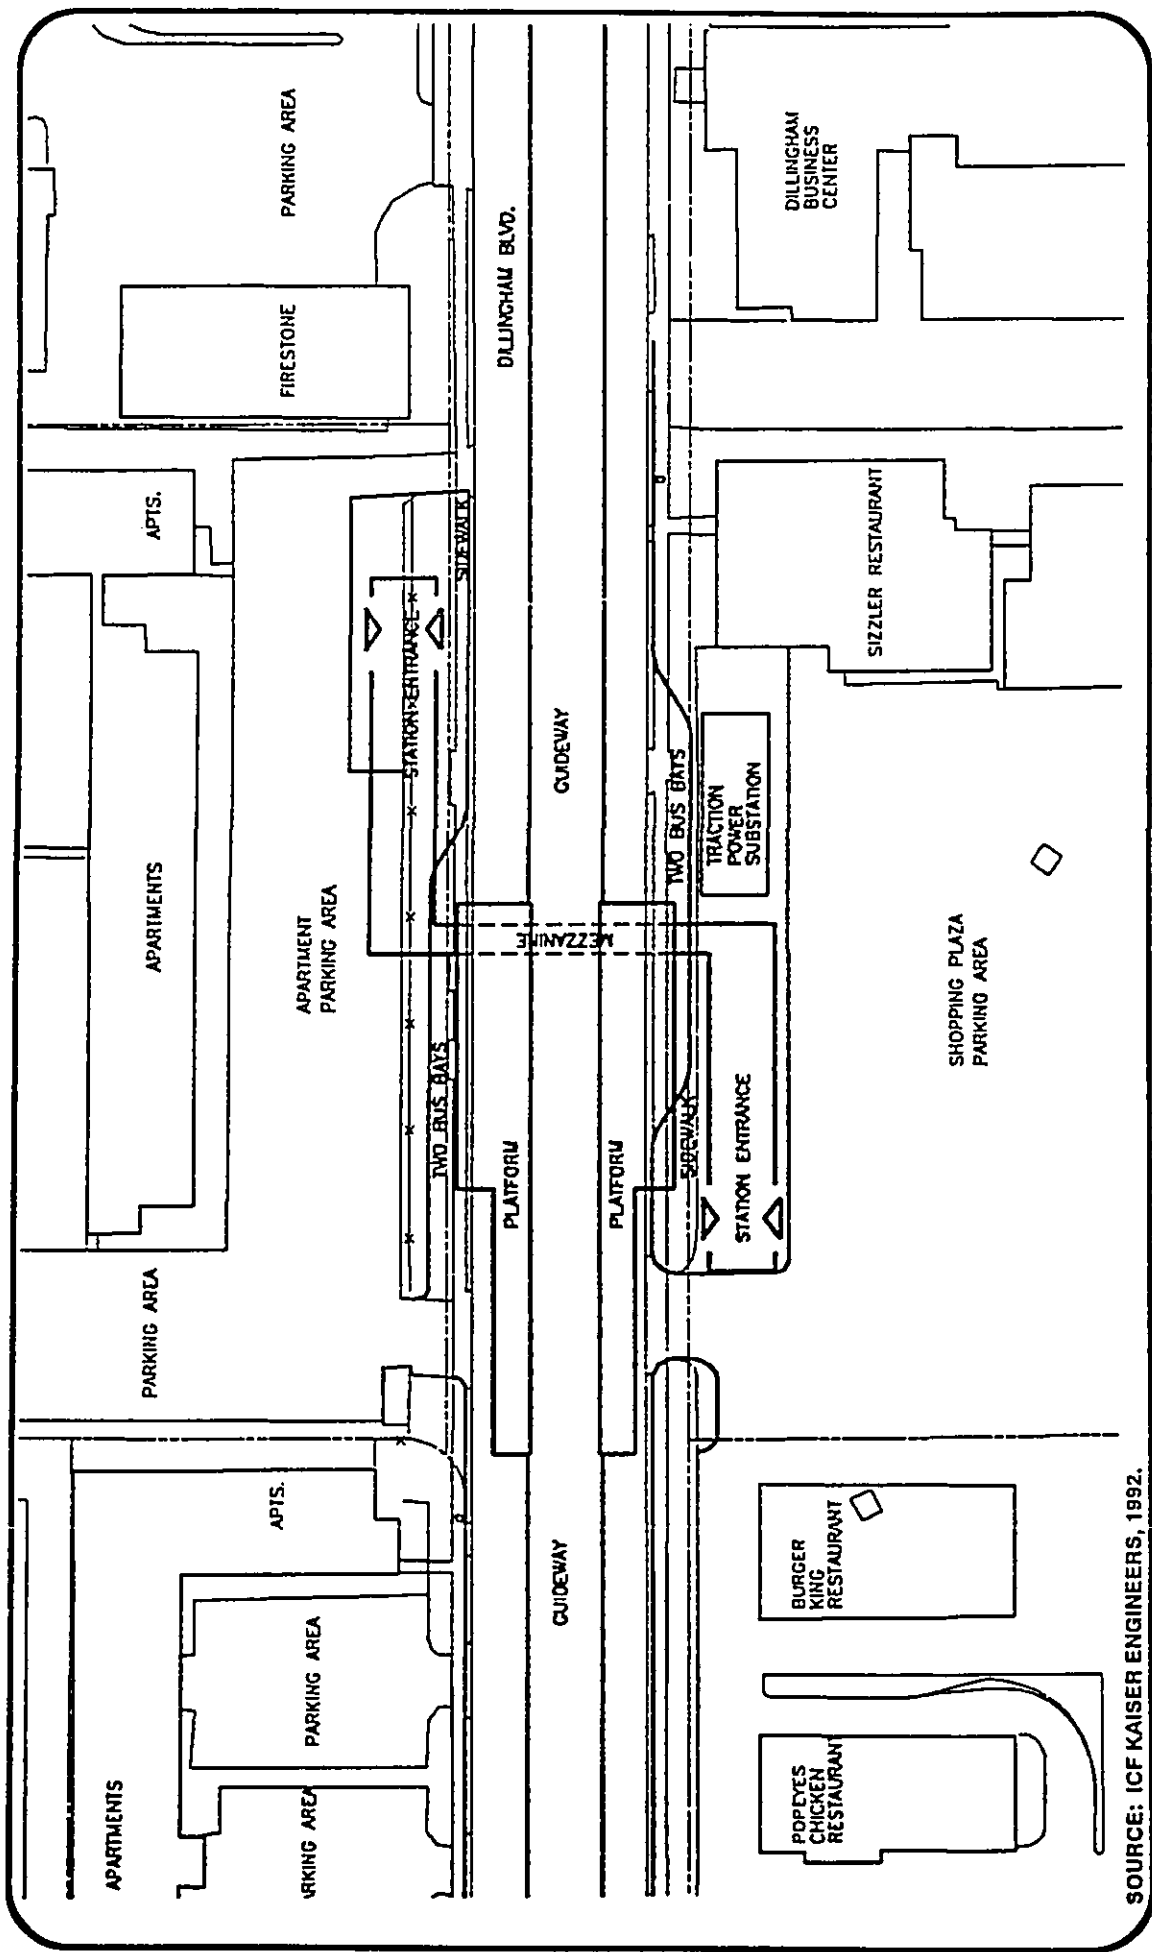 APARTMENTS
PARKING AREA
APTS.
PARKING AREA
APARTMENTS
APTS.
FIRESTONE
PARKING AREA
ARKING AREA
APARTMENT
PARKING AREA
STATION ENTRANCE
SIDEWALK
TWO BUS BAYS
PLATFORM
DILLINGHAM BLVD.
GUIDEWAY
GUIDEWAY
MEZZANINE
PLATFORM
SIDEWALK
TWO BUS BAYS
STATION ENTRANCE
TRACTION
POWER
SUBSTATION
DILLINGHAM
BUSINESS
CENTER
POPEYES
CHICKEN
RESTAURANT
BURGER
KING
RESTAURANT
SIZZLER RESTAURANT
SHOPPING PLAZA
PARKING AREA
SOURCE: ICF KAISER ENGINEERS, 1992.